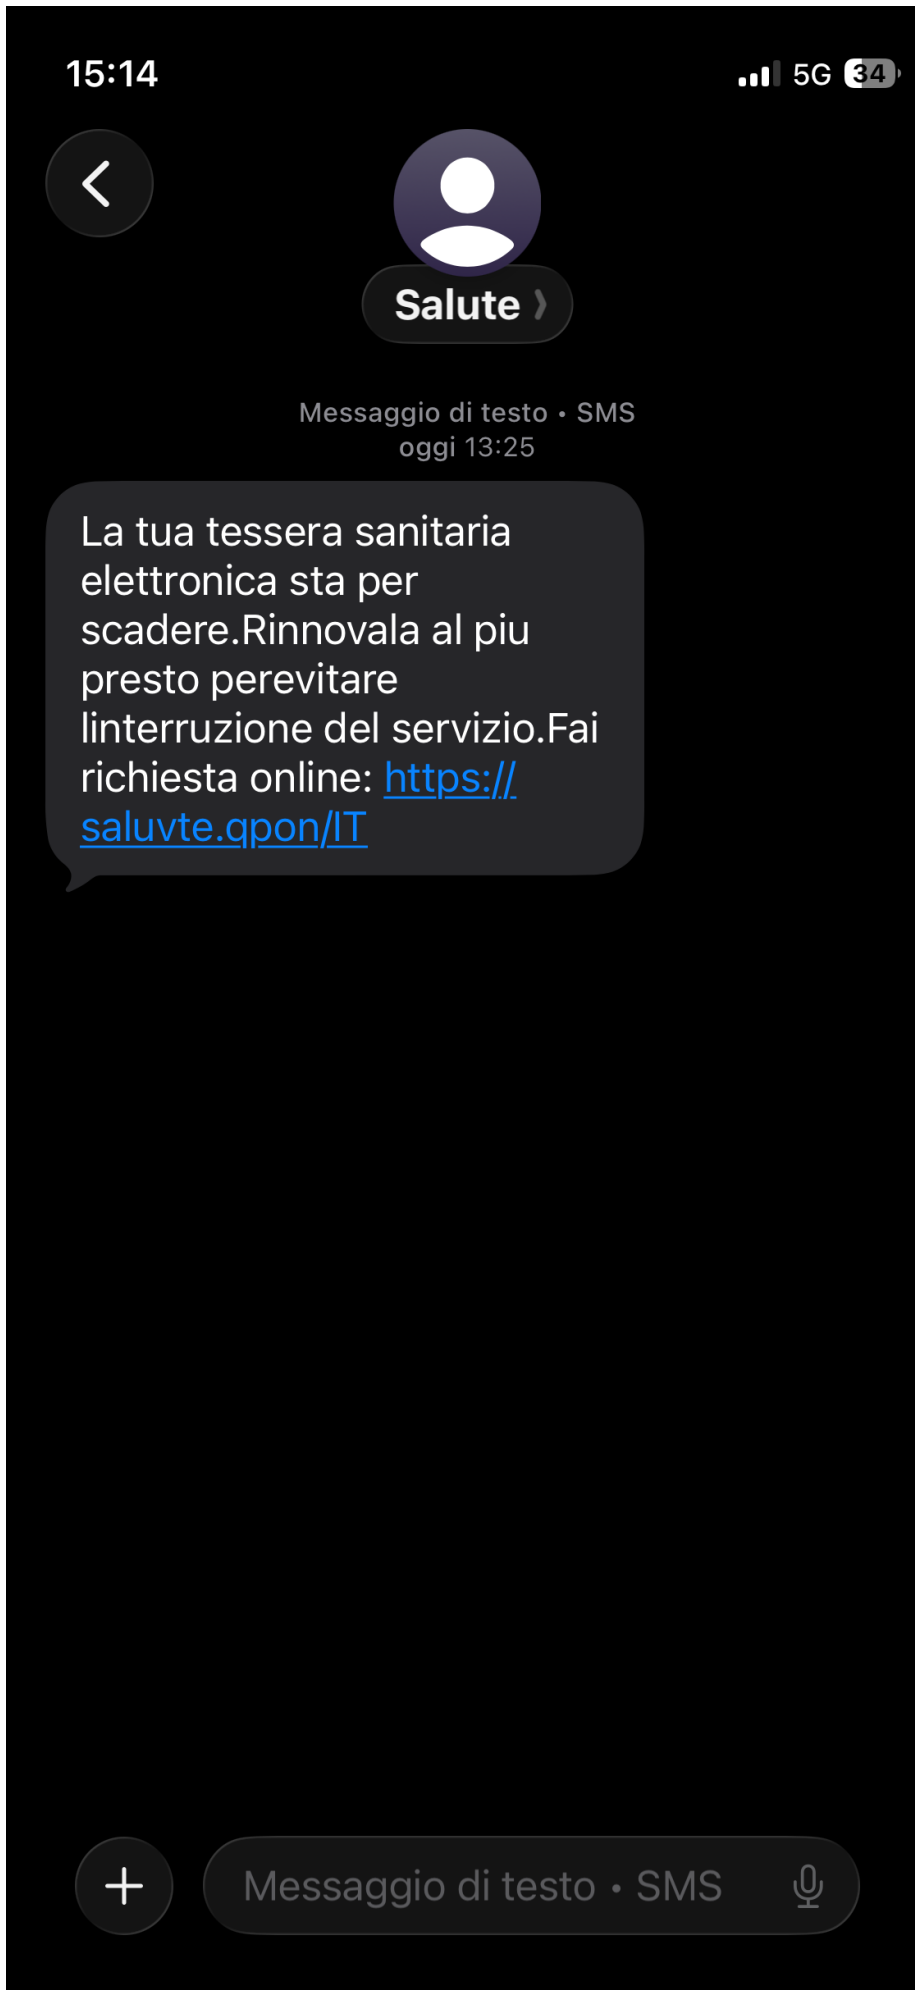 15:14
5G 34
Salute
Messaggio di testo • SMS
oggi 13:25
La tua tessera sanitaria
elettronica sta per
scadere.Rinnovala al piu
presto perevitare
linterruzione del servizio.Fai
richiesta online: https://
saluvte.qpon/IT
Messaggio di testo • SMS